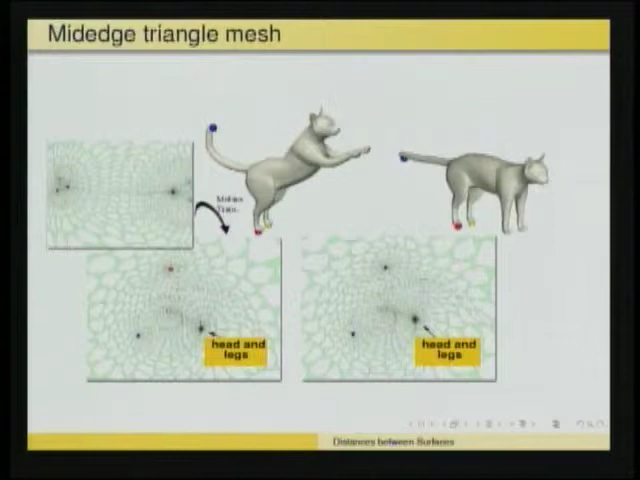 Midedge triangle mesh
head and
legs
head and
legs
Distances between Surfaces